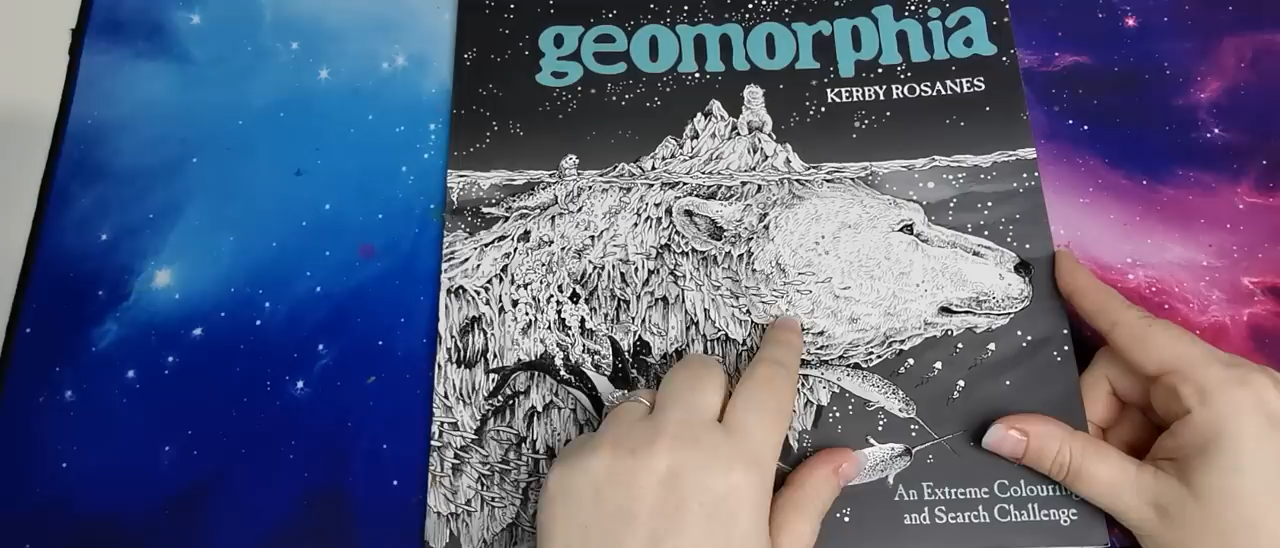 geomorphia
KERBY ROSANES
An Extreme Colouring
and Search Challenge